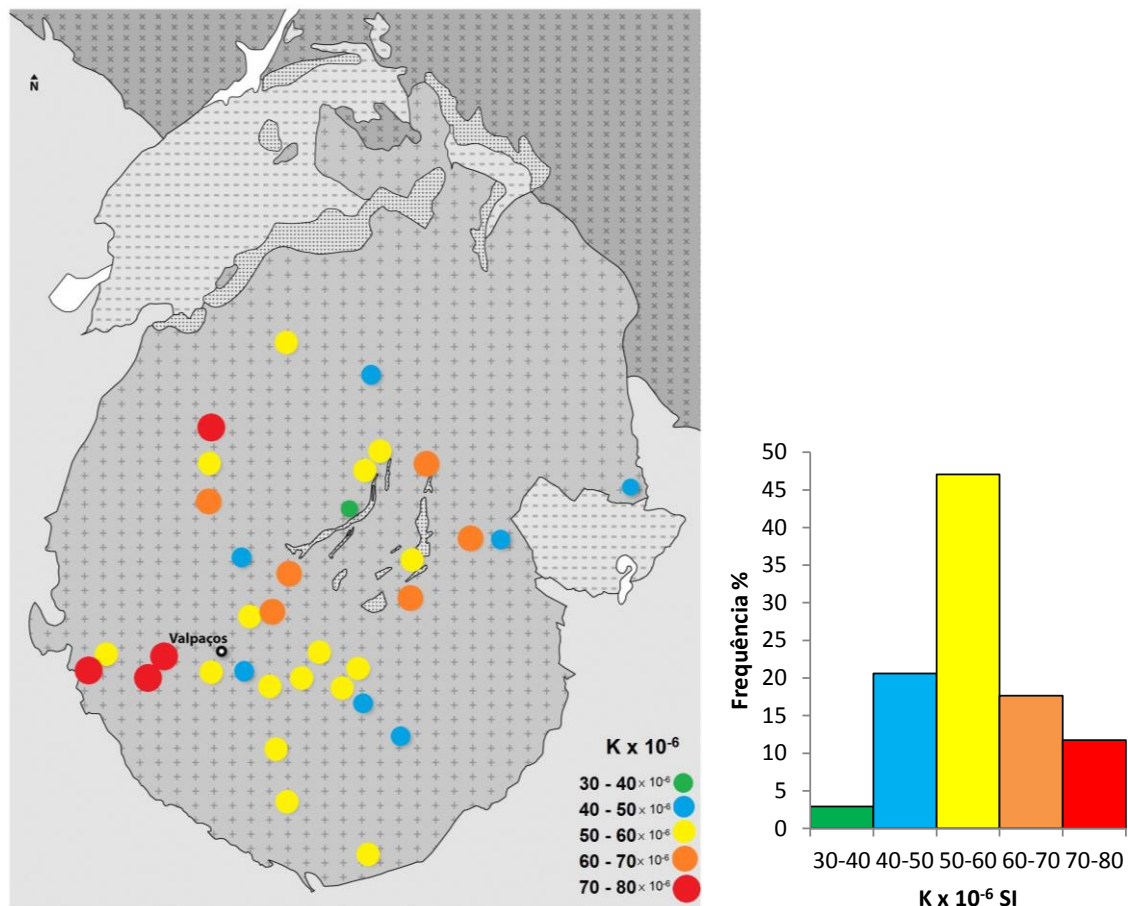 N
Valpaços
K x 10⁻⁶
30 - 40 × 10⁻⁶
40 - 50 × 10⁻⁶
50 - 60 × 10⁻⁶
60 - 70 × 10⁻⁶
70 - 80 × 10⁻⁶
Frequência %
50
45
40
35
30
25
20
15
10
5
0
30-40 40-50 50-60 60-70 70-80
K x 10⁻⁶ SI